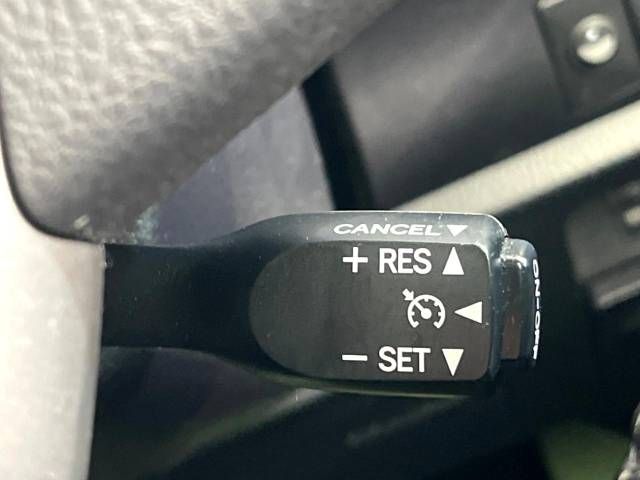 CANCEL ▼
+ RES ▲
◀
− SET ▼
ON-OFF